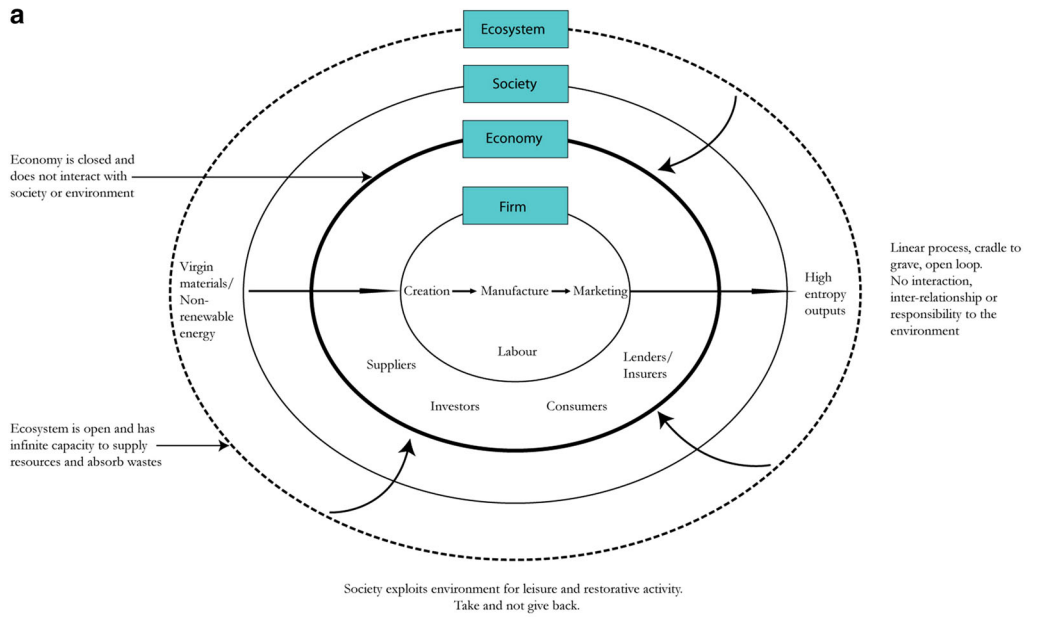 a
Ecosystem
Society
Economy
Firm
Economy is closed and
does not interact with
society or environment
Virgin
materials/
Non-
renewable
energy
Creation
Manufacture
Marketing
High
entropy
outputs
Linear process, cradle to
grave, open loop.
No interaction,
inter-relationship or
responsibility to the
environment
Labour
Suppliers
Lenders/
Insurers
Investors
Consumers
Ecosystem is open and has
infinite capacity to supply
resources and absorb wastes
Society exploits environment for leisure and restorative activity.
Take and not give back.